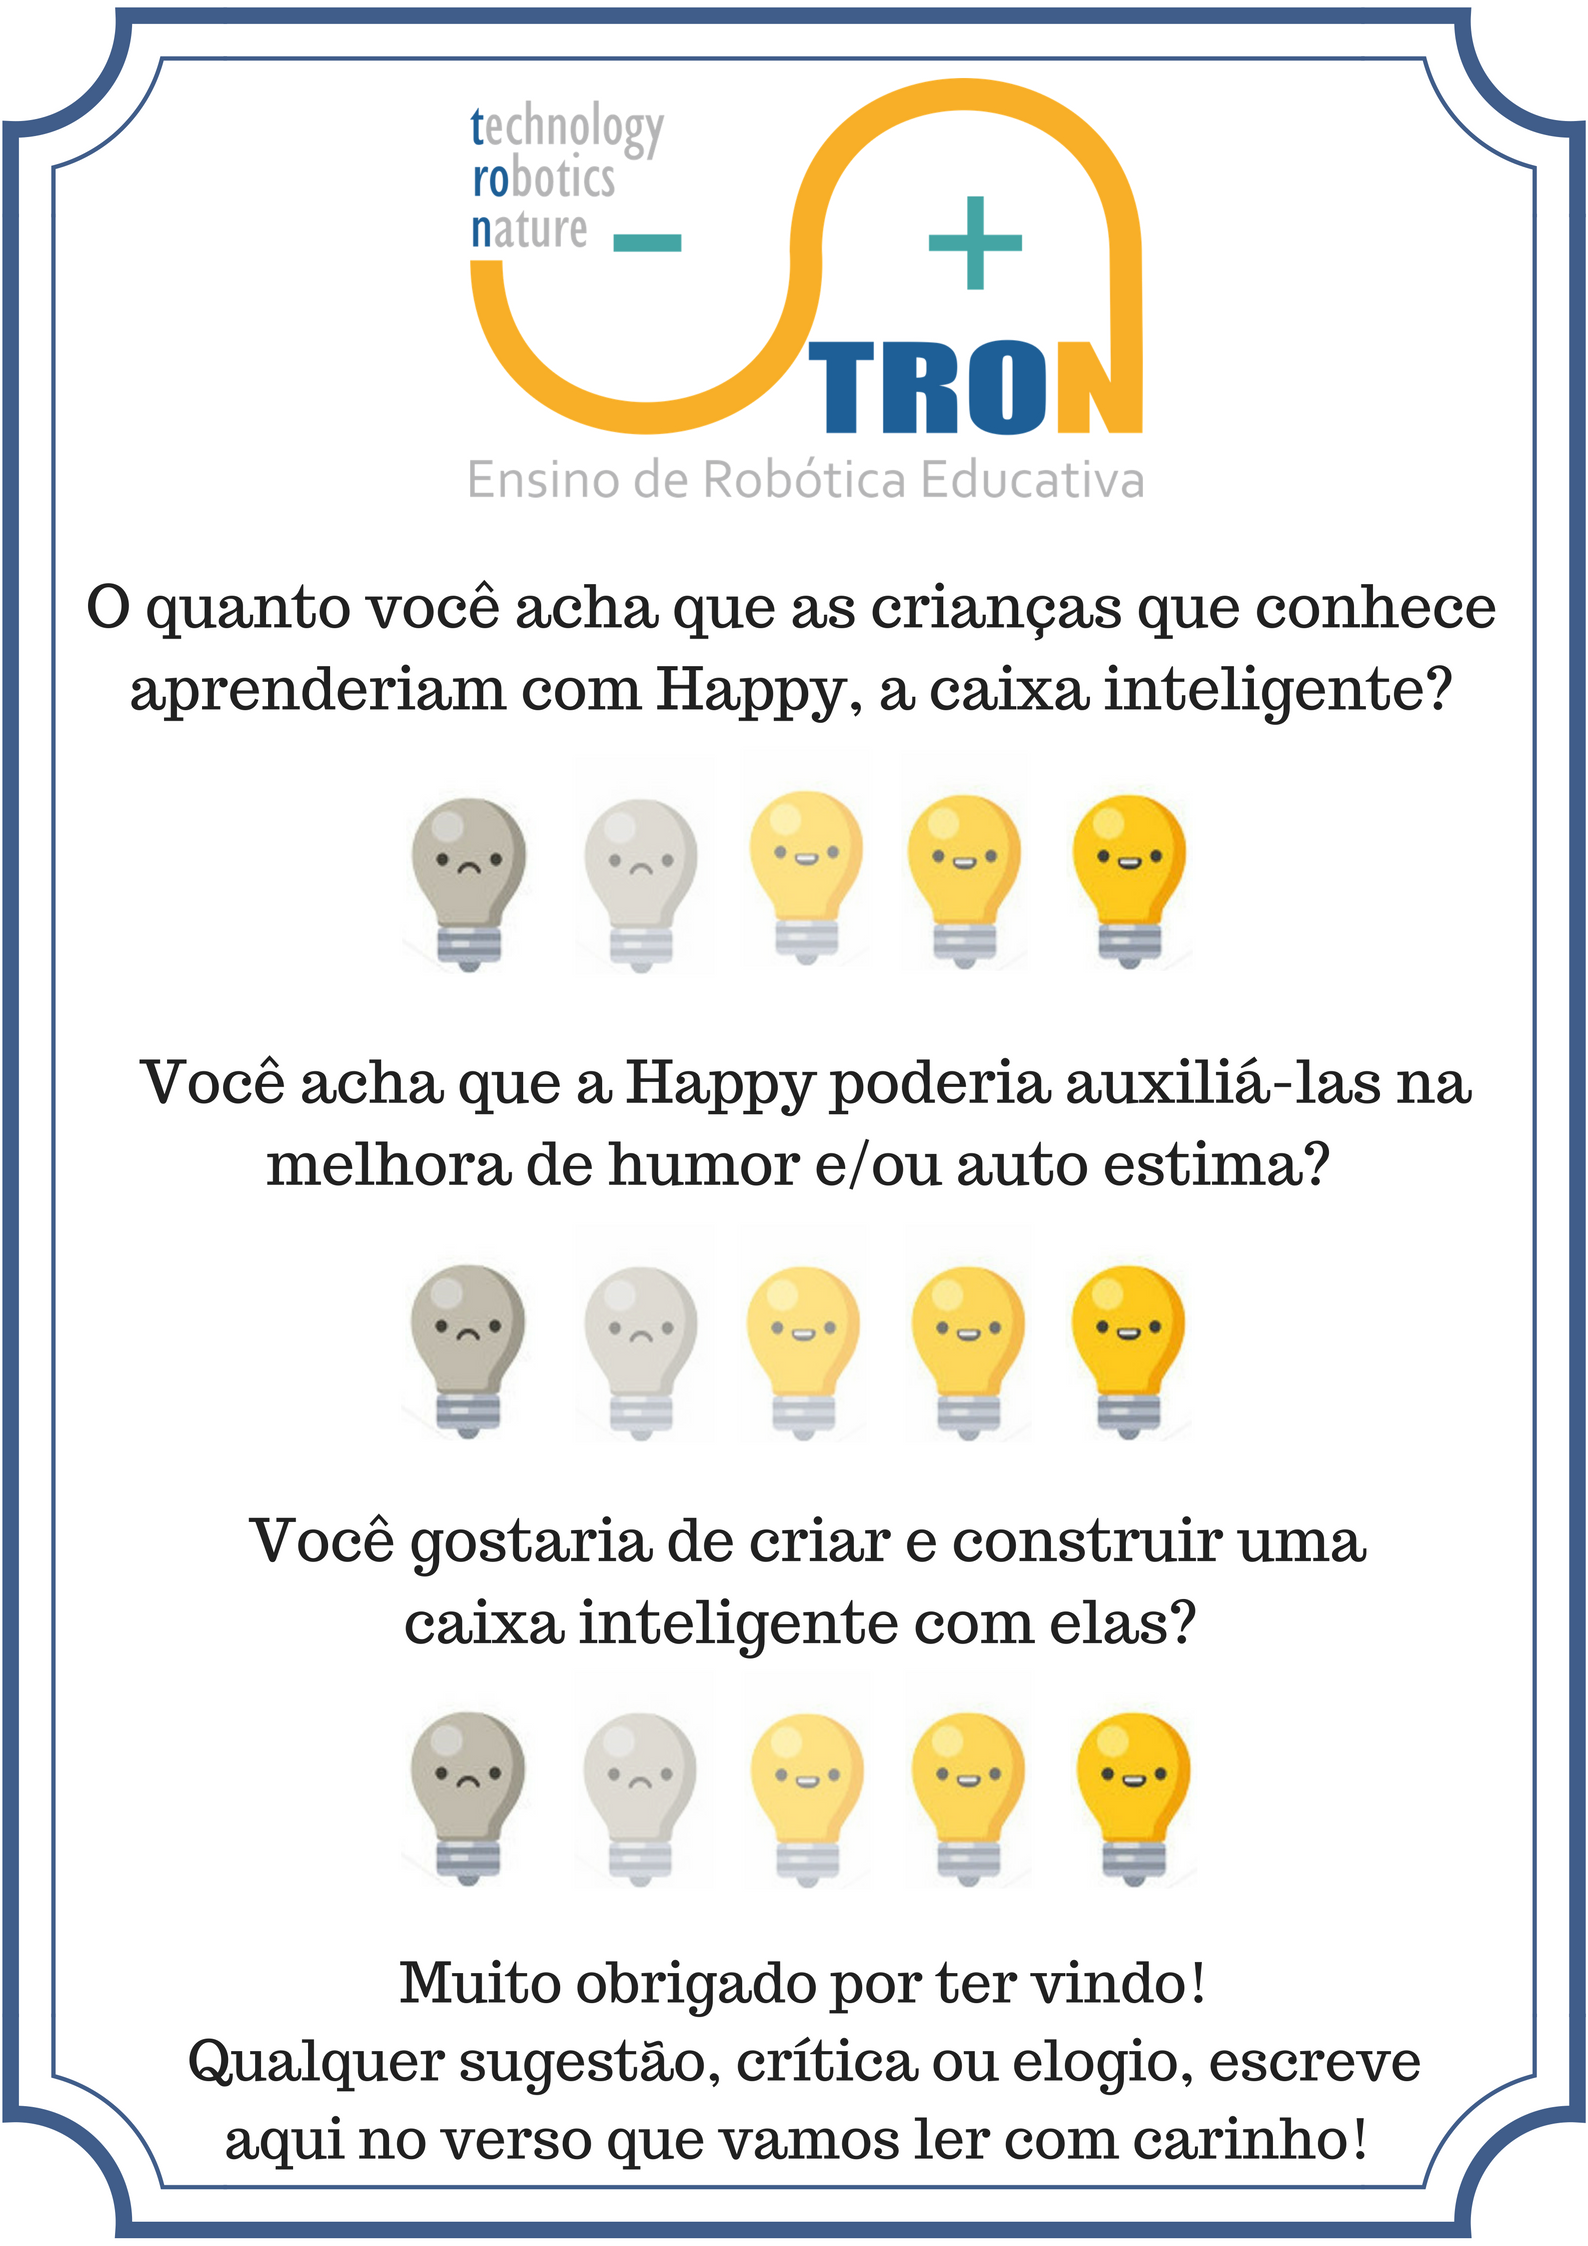 technology
robotics
nature
TRON
Ensino de Robótica Educativa
O quanto você acha que as crianças que conhece
aprenderiam com Happy, a caixa inteligente?
Você acha que a Happy poderia auxiliá-las na
melhora de humor e/ou auto estima?
Você gostaria de criar e construir uma
caixa inteligente com elas?
Muito obrigado por ter vindo!
Qualquer sugestão, crítica ou elogio, escreve
aqui no verso que vamos ler com carinho!